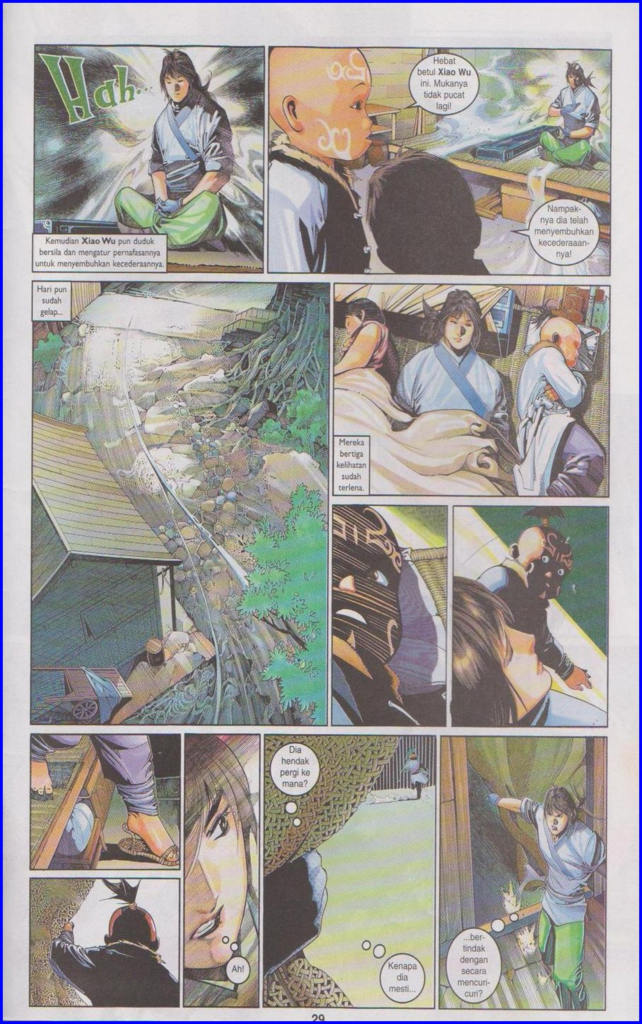 Hah...
Kemudian Xiao Wu pun duduk
bersila dan mengatur pernafasannya
untuk menyembuhkan kecederaannya.
Hebat
betul Xiao Wu
ini. Mukanya
tidak pucat
lagi!
Nampak-
nya dia telah
menyembuhkan
kecederaan-
nya!
Hari pun
sudah
gelap...
Mereka
bertiga
kelihatan
sudah
terlena.
Ah!
Dia
hendak
pergi ke
mana?
Kenapa
dia
mesti...
...ber-
tindak
dengan
secara
mencuri-
curi?
29